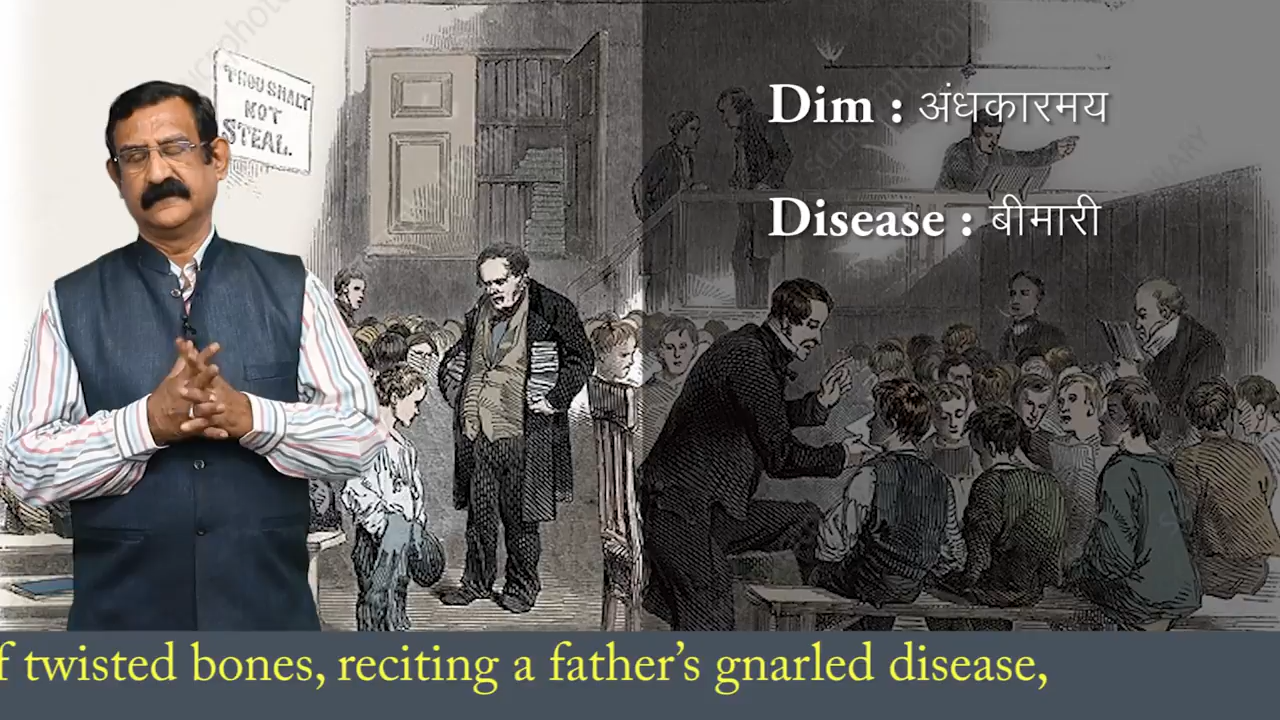 THOU SHALT
NOT
STEAL.
Dim : अंधकारमय
Disease : बीमारी
f twisted bones, reciting a father's gnarled disease,